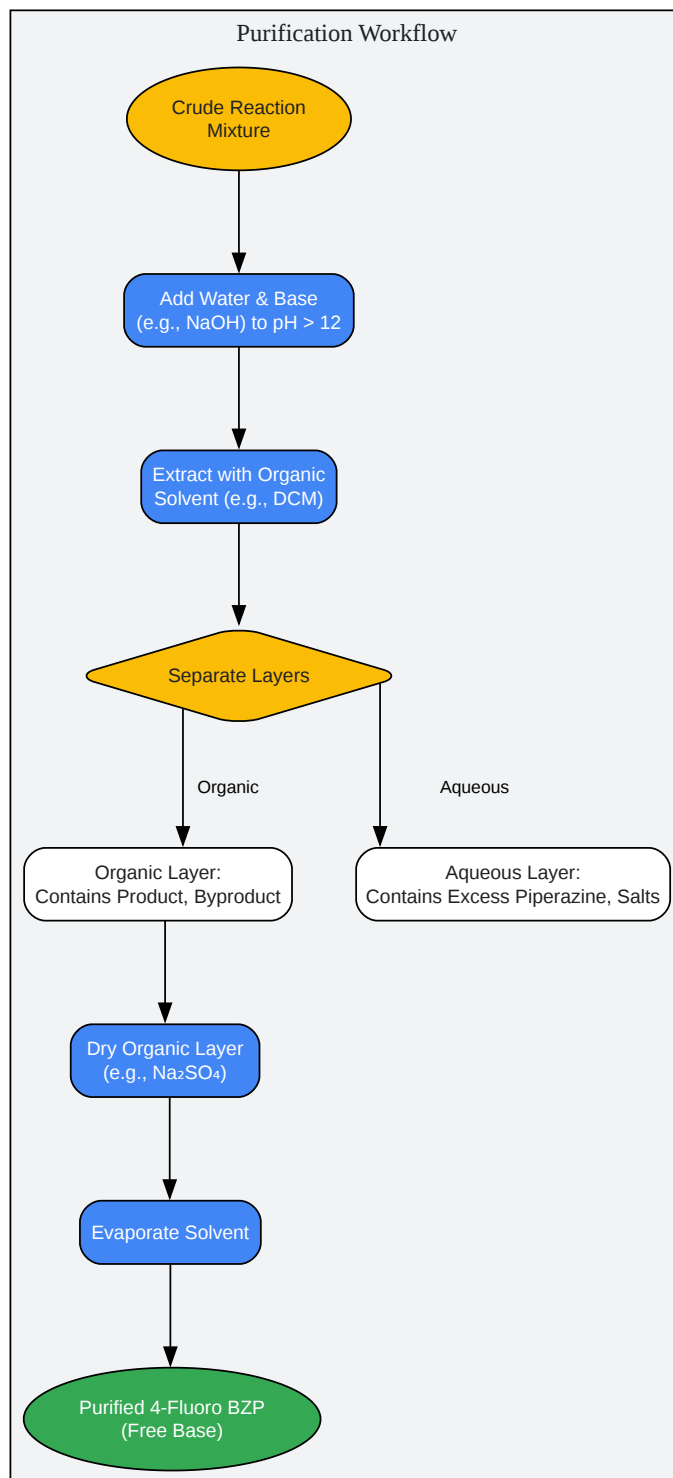 Purification Workflow
Crude Reaction
Mixture
Add Water & Base
(e.g., NaOH) to pH > 12
Extract with Organic
Solvent (e.g., DCM)
Separate Layers
Organic
Aqueous
Organic Layer:
Contains Product, Byproduct
Aqueous Layer:
Contains Excess Piperazine, Salts
Dry Organic Layer
(e.g., Na₂SO₄)
Evaporate Solvent
Purified 4-Fluoro BZP
(Free Base)